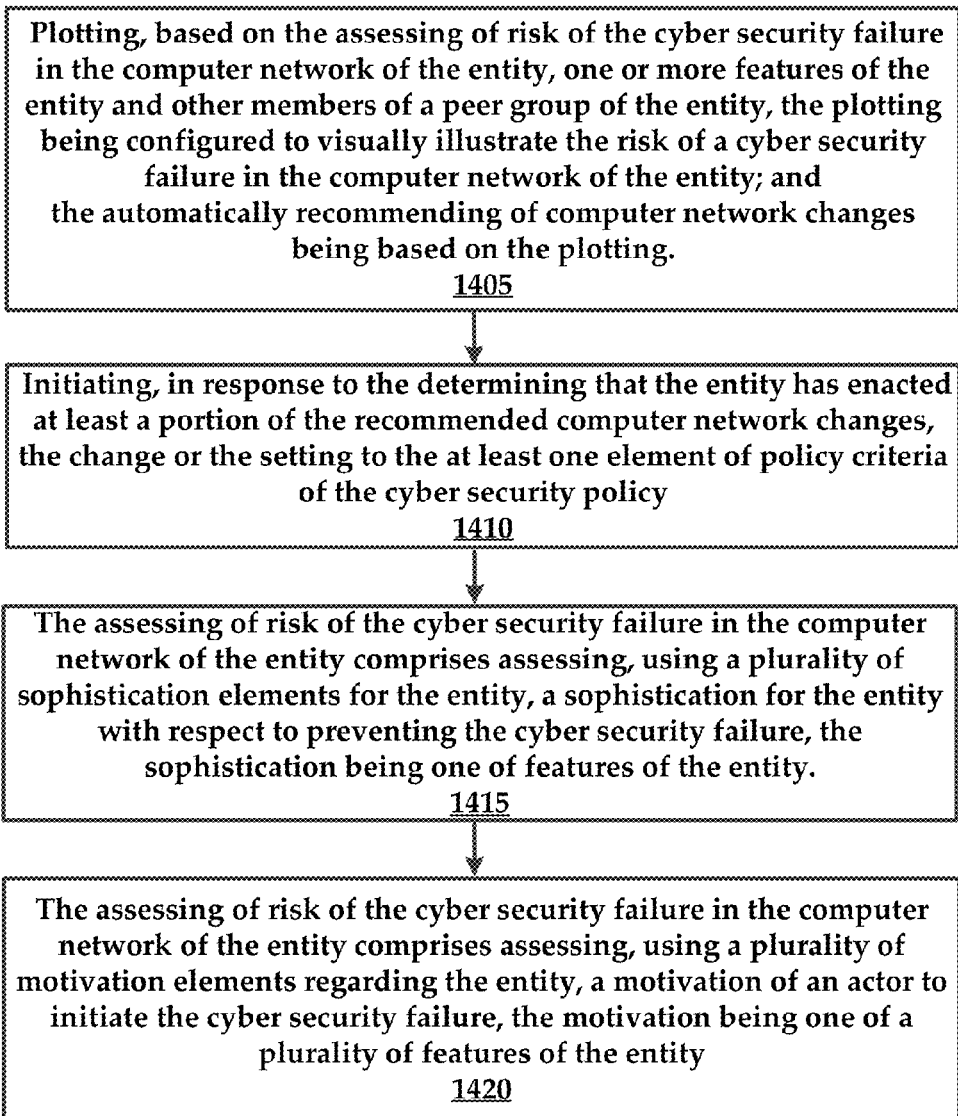 Plotting, based on the assessing of risk of the cyber security failure
in the computer network of the entity, one or more features of the
entity and other members of a peer group of the entity, the plotting
being configured to visually illustrate the risk of a cyber security
failure in the computer network of the entity; and
the automatically recommending of computer network changes
being based on the plotting.
1405
Initiating, in response to the determining that the entity has enacted
at least a portion of the recommended computer network changes,
the change or the setting to the at least one element of policy criteria
of the cyber security policy
1410
The assessing of risk of the cyber security failure in the computer
network of the entity comprises assessing, using a plurality of
sophistication elements for the entity, a sophistication for the entity
with respect to preventing the cyber security failure, the
sophistication being one of features of the entity.
1415
The assessing of risk of the cyber security failure in the computer
network of the entity comprises assessing, using a plurality of
motivation elements regarding the entity, a motivation of an actor to
initiate the cyber security failure, the motivation being one of a
plurality of features of the entity
1420